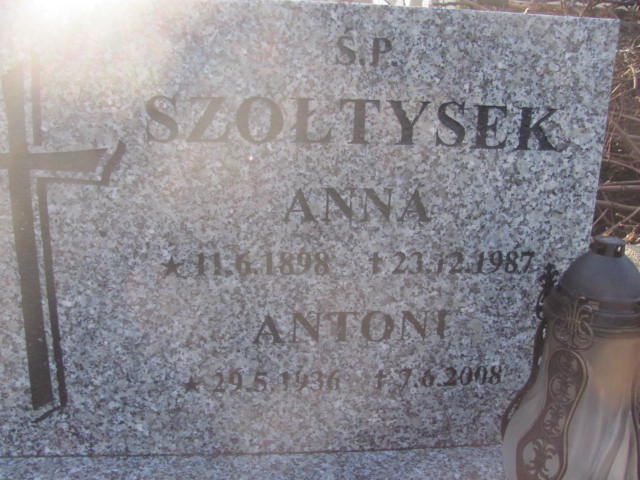 Ś.P.
SZOŁTYSEK
ANNA
★ 11.6.1898 † 23.12.1987
ANTONI
★ 29.5.1936 † 7.6.2008